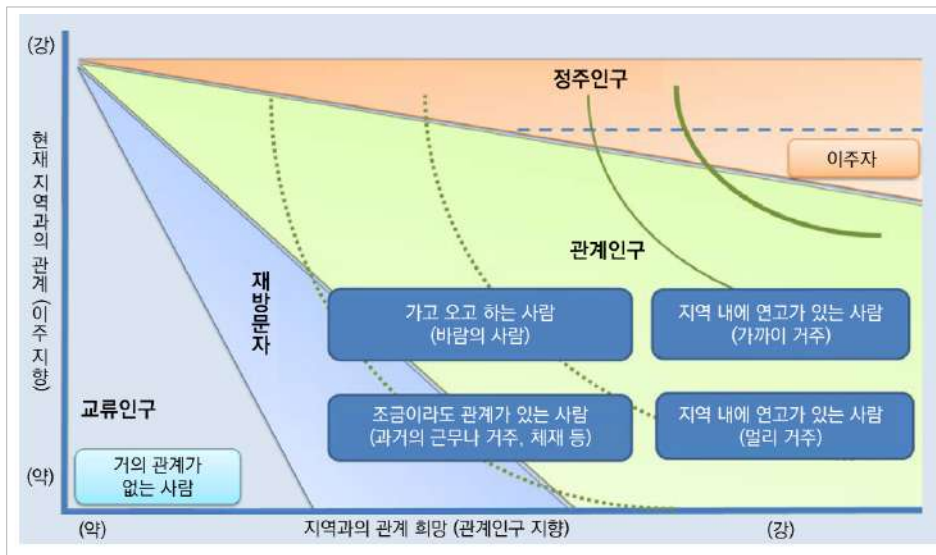 (강)
정주인구
이주자
현재 지역과의 관계 (이주 지향)
관계인구
재방문자
가고 오고 하는 사람
(바람의 사람)
지역 내에 연고가 있는 사람
(가까이 거주)
교류인구
조금이라도 관계가 있는 사람
(과거의 근무나 거주, 체재 등)
지역 내에 연고가 있는 사람
(멀리 거주)
거의 관계가
없는 사람
(약)
(약)
지역과의 관계 희망 (관계인구 지향)
(강)